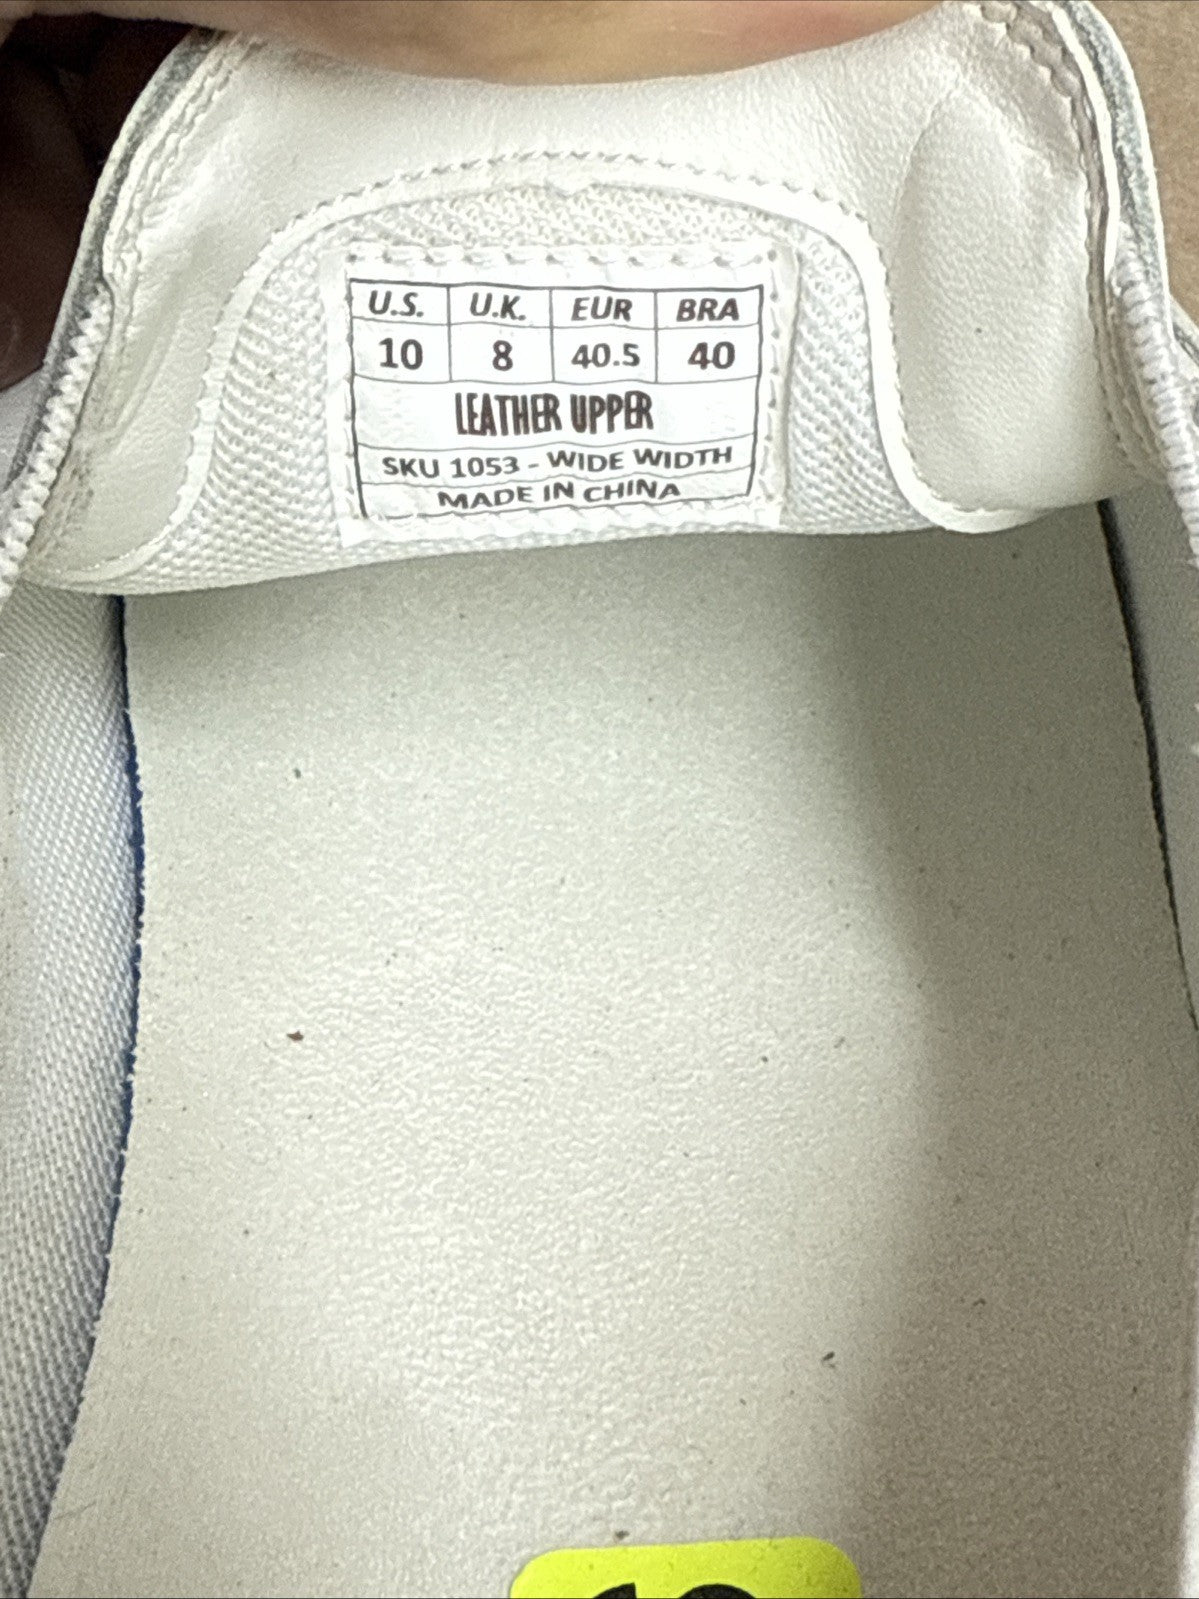 U.S. U.K. EUR BRA
10 8 40.5 40
LEATHER UPPER
SKU 1053 - WIDE WIDTH
MADE IN CHINA